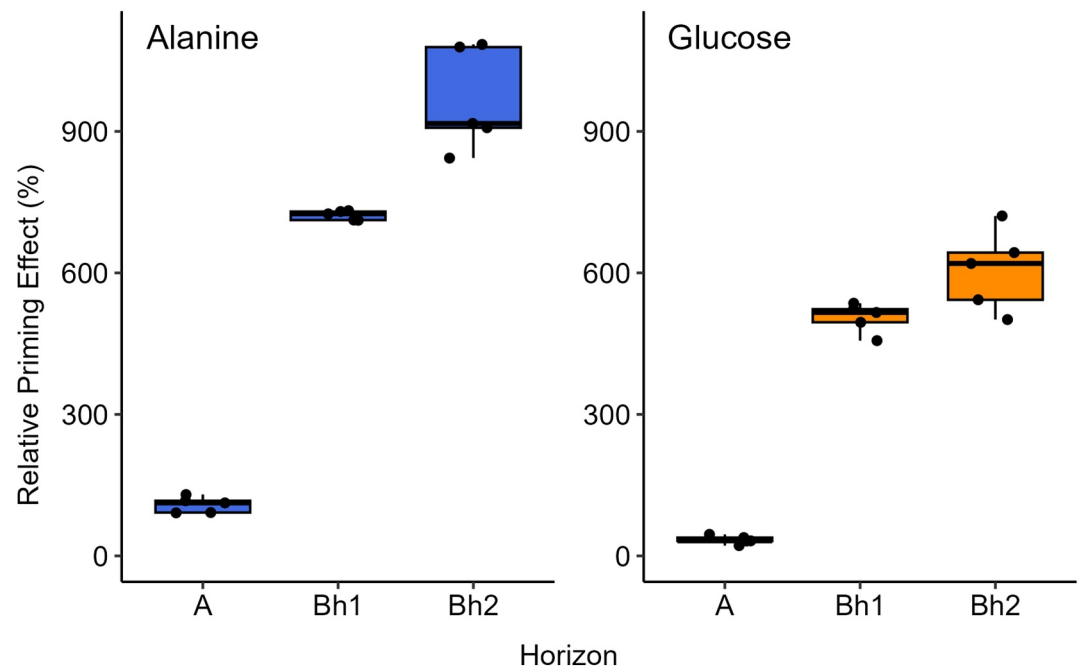 Alanine
Glucose
Relative Priming Effect (%)
900
600
300
0
900
600
300
0
A Bh1 Bh2
A Bh1 Bh2
Horizon